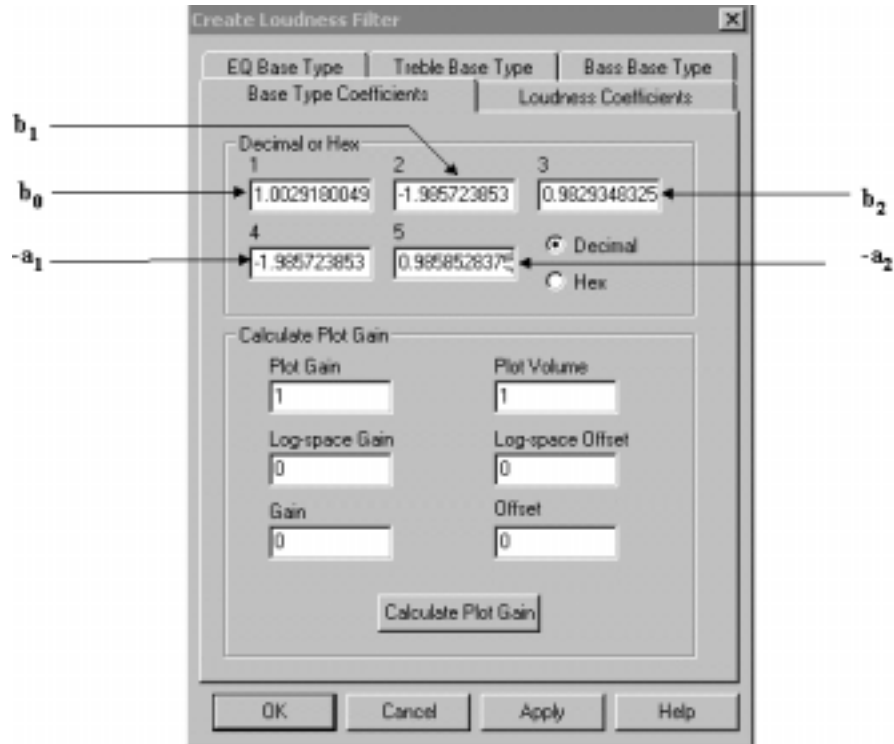 Create Loudness Filter
EQ Base Type Treble Base Type Bass Base Type
Base Type Coefficients Loudness Coefficients
b1
Decimal or Hex
1 2 3
b0 1.0029180049 -1.985723853 0.9829348325 b2
4 5
-a1 -1.985723853 0.9858528375 Decimal -a2
Hex
Calculate Plot Gain
Plot Gain Plot Volume
1 1
Log-space Gain Log-space Offset
0 0
Gain Offset
0 0
Calculate Plot Gain
OK Cancel Apply Help